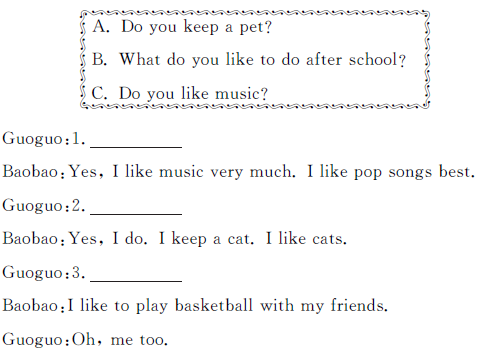 A. Do you keep a pet?
B. What do you like to do after school?
C. Do you like music?
Guoguo:1. __________
Baobao:Yes, I like music very much. I like pop songs best.
Guoguo:2. __________
Baobao:Yes, I do. I keep a cat. I like cats.
Guoguo:3. __________
Baobao:I like to play basketball with my friends.
Guoguo:Oh, me too.